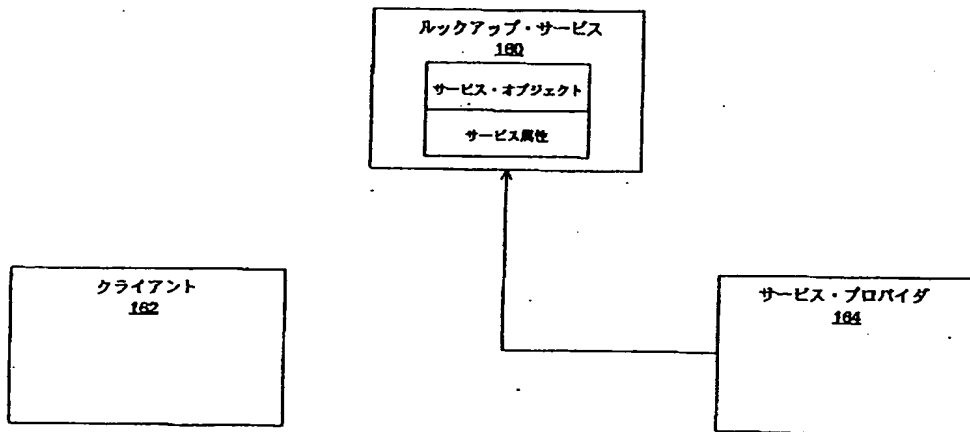 ルックアップ・サービス
160
サービス・オブジェクト
サービス属性
クライアント
162
サービス・プロバイダ
164